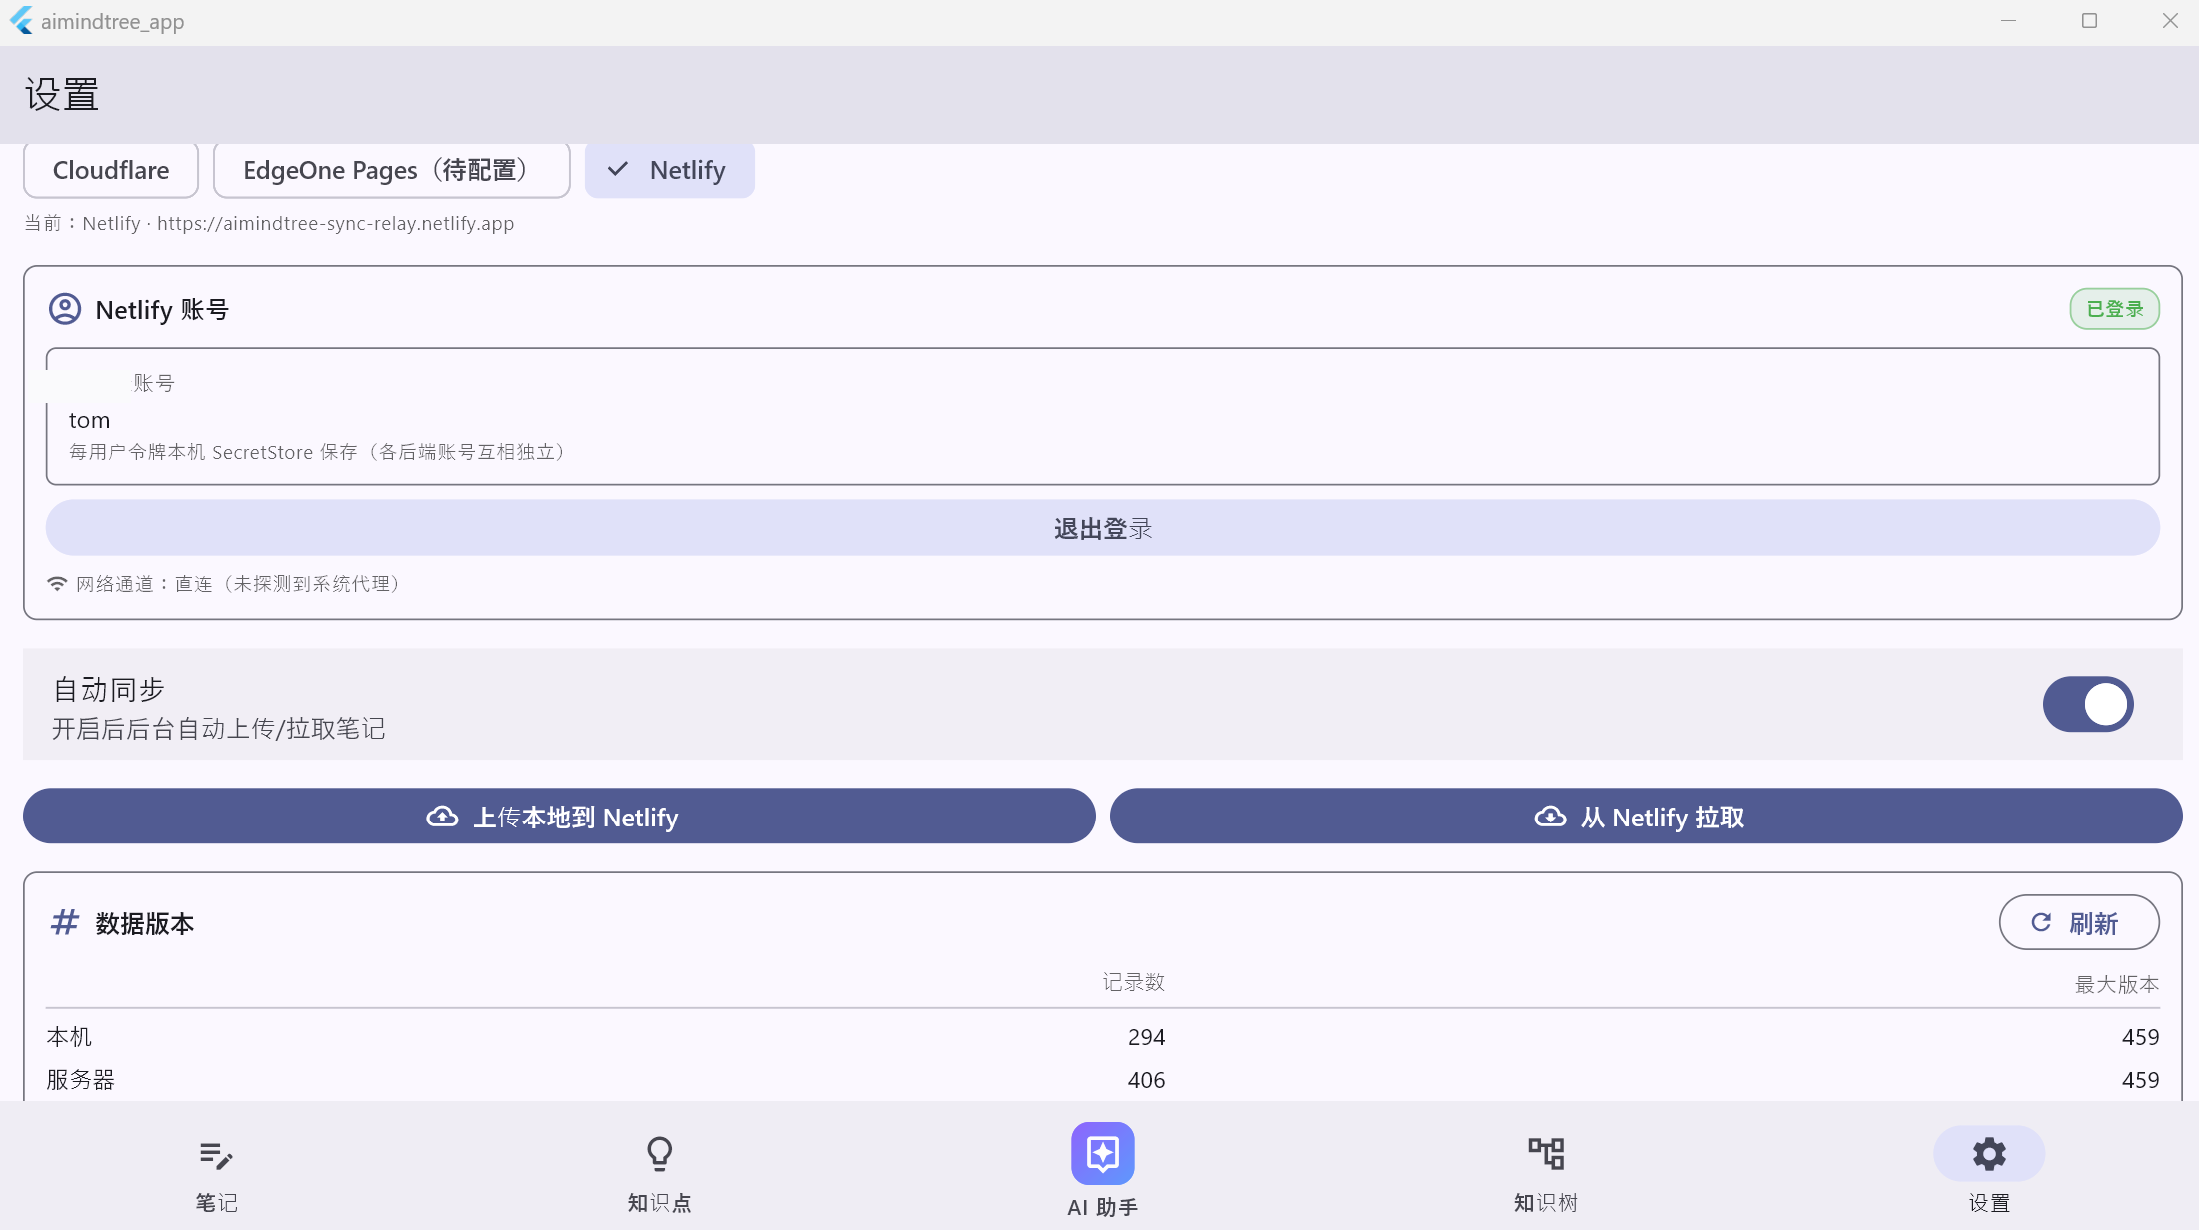 aimindtree_app
设置
Cloudflare
EdgeOne Pages（待配置）
Netlify
当前：Netlify · https://aimindtree-sync-relay.netlify.app
Netlify 账号
已登录
账号
tom
每用户令牌本机 SecretStore 保存（各后端账号互相独立）
退出登录
网络通道：直连（未探测到系统代理）
自动同步
开启后后台自动上传/拉取笔记
上传本地到 Netlify
从 Netlify 拉取
数据版本
刷新
记录数 最大版本
本机 294 459
服务器 406 459
笔记
知识点
AI 助手
知识树
设置